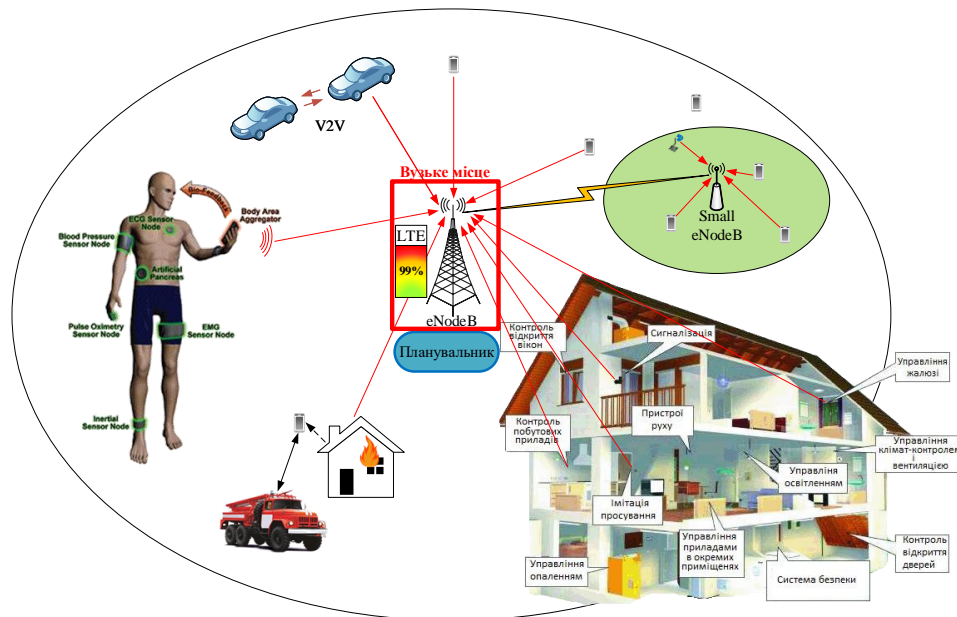 V2V
Вузьке місце
LTE
99%
eNodeB
Планувальник
Small
eNodeB
Bio-Feedback
Body Area
Aggregator
ECG Sensor
Node
Blood Pressure
Sensor Node
Artificial
Pancreas
Pulse Oximetry
Sensor Node
EMG
Sensor Node
Inertial
Sensor Node
Контроль
відкриття
вікон
Сигналізація
Управління
жалюзі
Контроль
побутових
приладів
Пристрої
руху
Управління
клімат-контролем
і
вентиляцією
Управліня
освітленням
Імітація
просування
Управління
приладами
в окремих
приміщенях
Контроль
відкриття
дверей
Управління
опаленням
Система безпеки